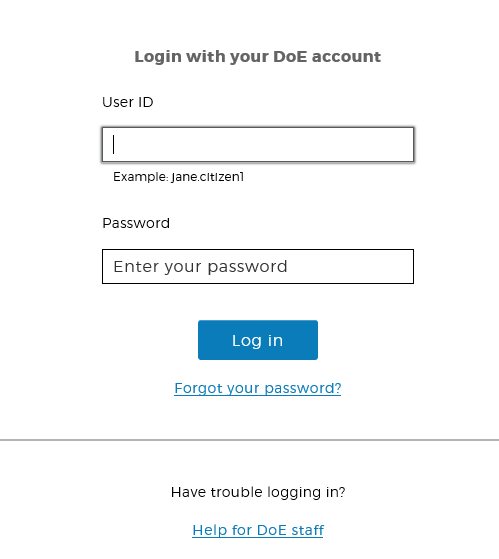 Login with your DoE account
User ID
Example: jane.citizen1
Password
Enter your password
Log in
Forgot your password?
Have trouble logging in?
Help for DoE staff